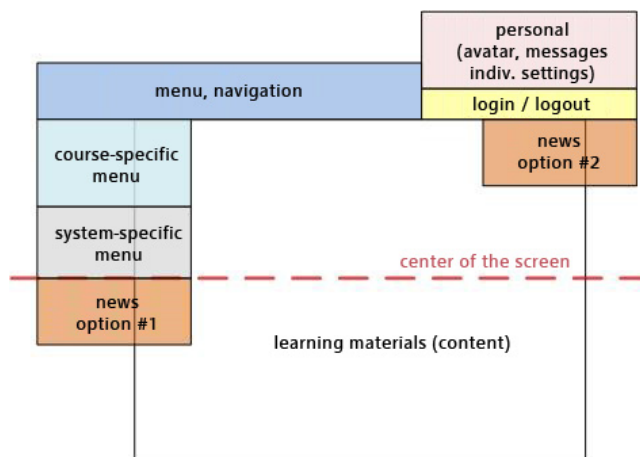 personal
(avatar, messages
indiv. settings)
menu, navigation
login / logout
course-specific
menu
news
option #2
system-specific
menu
center of the screen
news
option #1
learning materials (content)